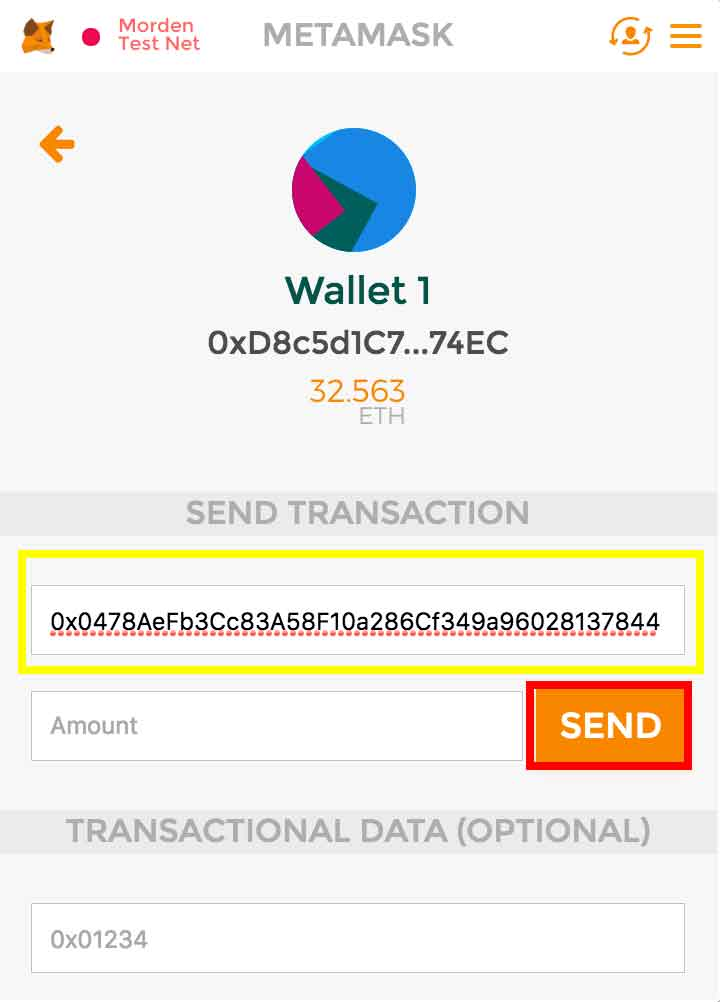 Morden
Test Net
METAMASK
Wallet 1
0xD8c5d1C7...74EC
32.563
ETH
SEND TRANSACTION
0x0478AeFb3Cc83A58F10a286Cf349a96028137844
Amount
SEND
TRANSACTIONAL DATA (OPTIONAL)
0x01234